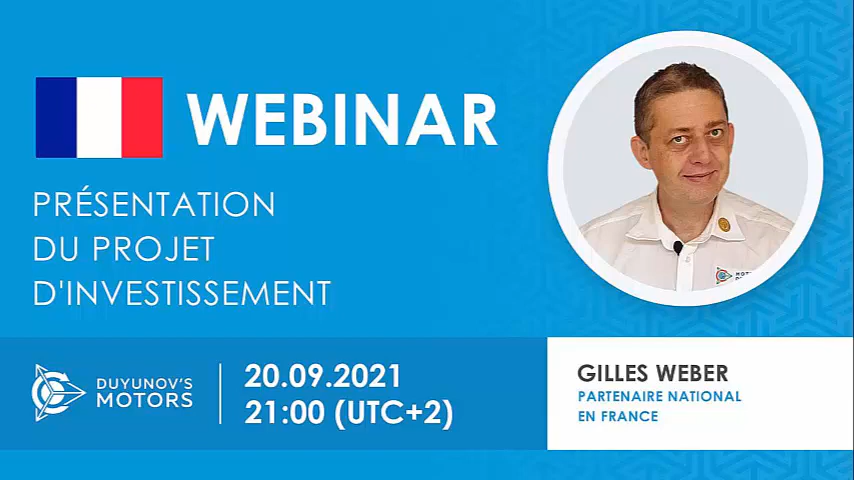 WEBINAR
PRÉSENTATION
DU PROJET
D'INVESTISSEMENT
DUYUNOV'S
MOTORS
20.09.2021
21:00 (UTC+2)
GILLES WEBER
PARTENAIRE NATIONAL
EN FRANCE